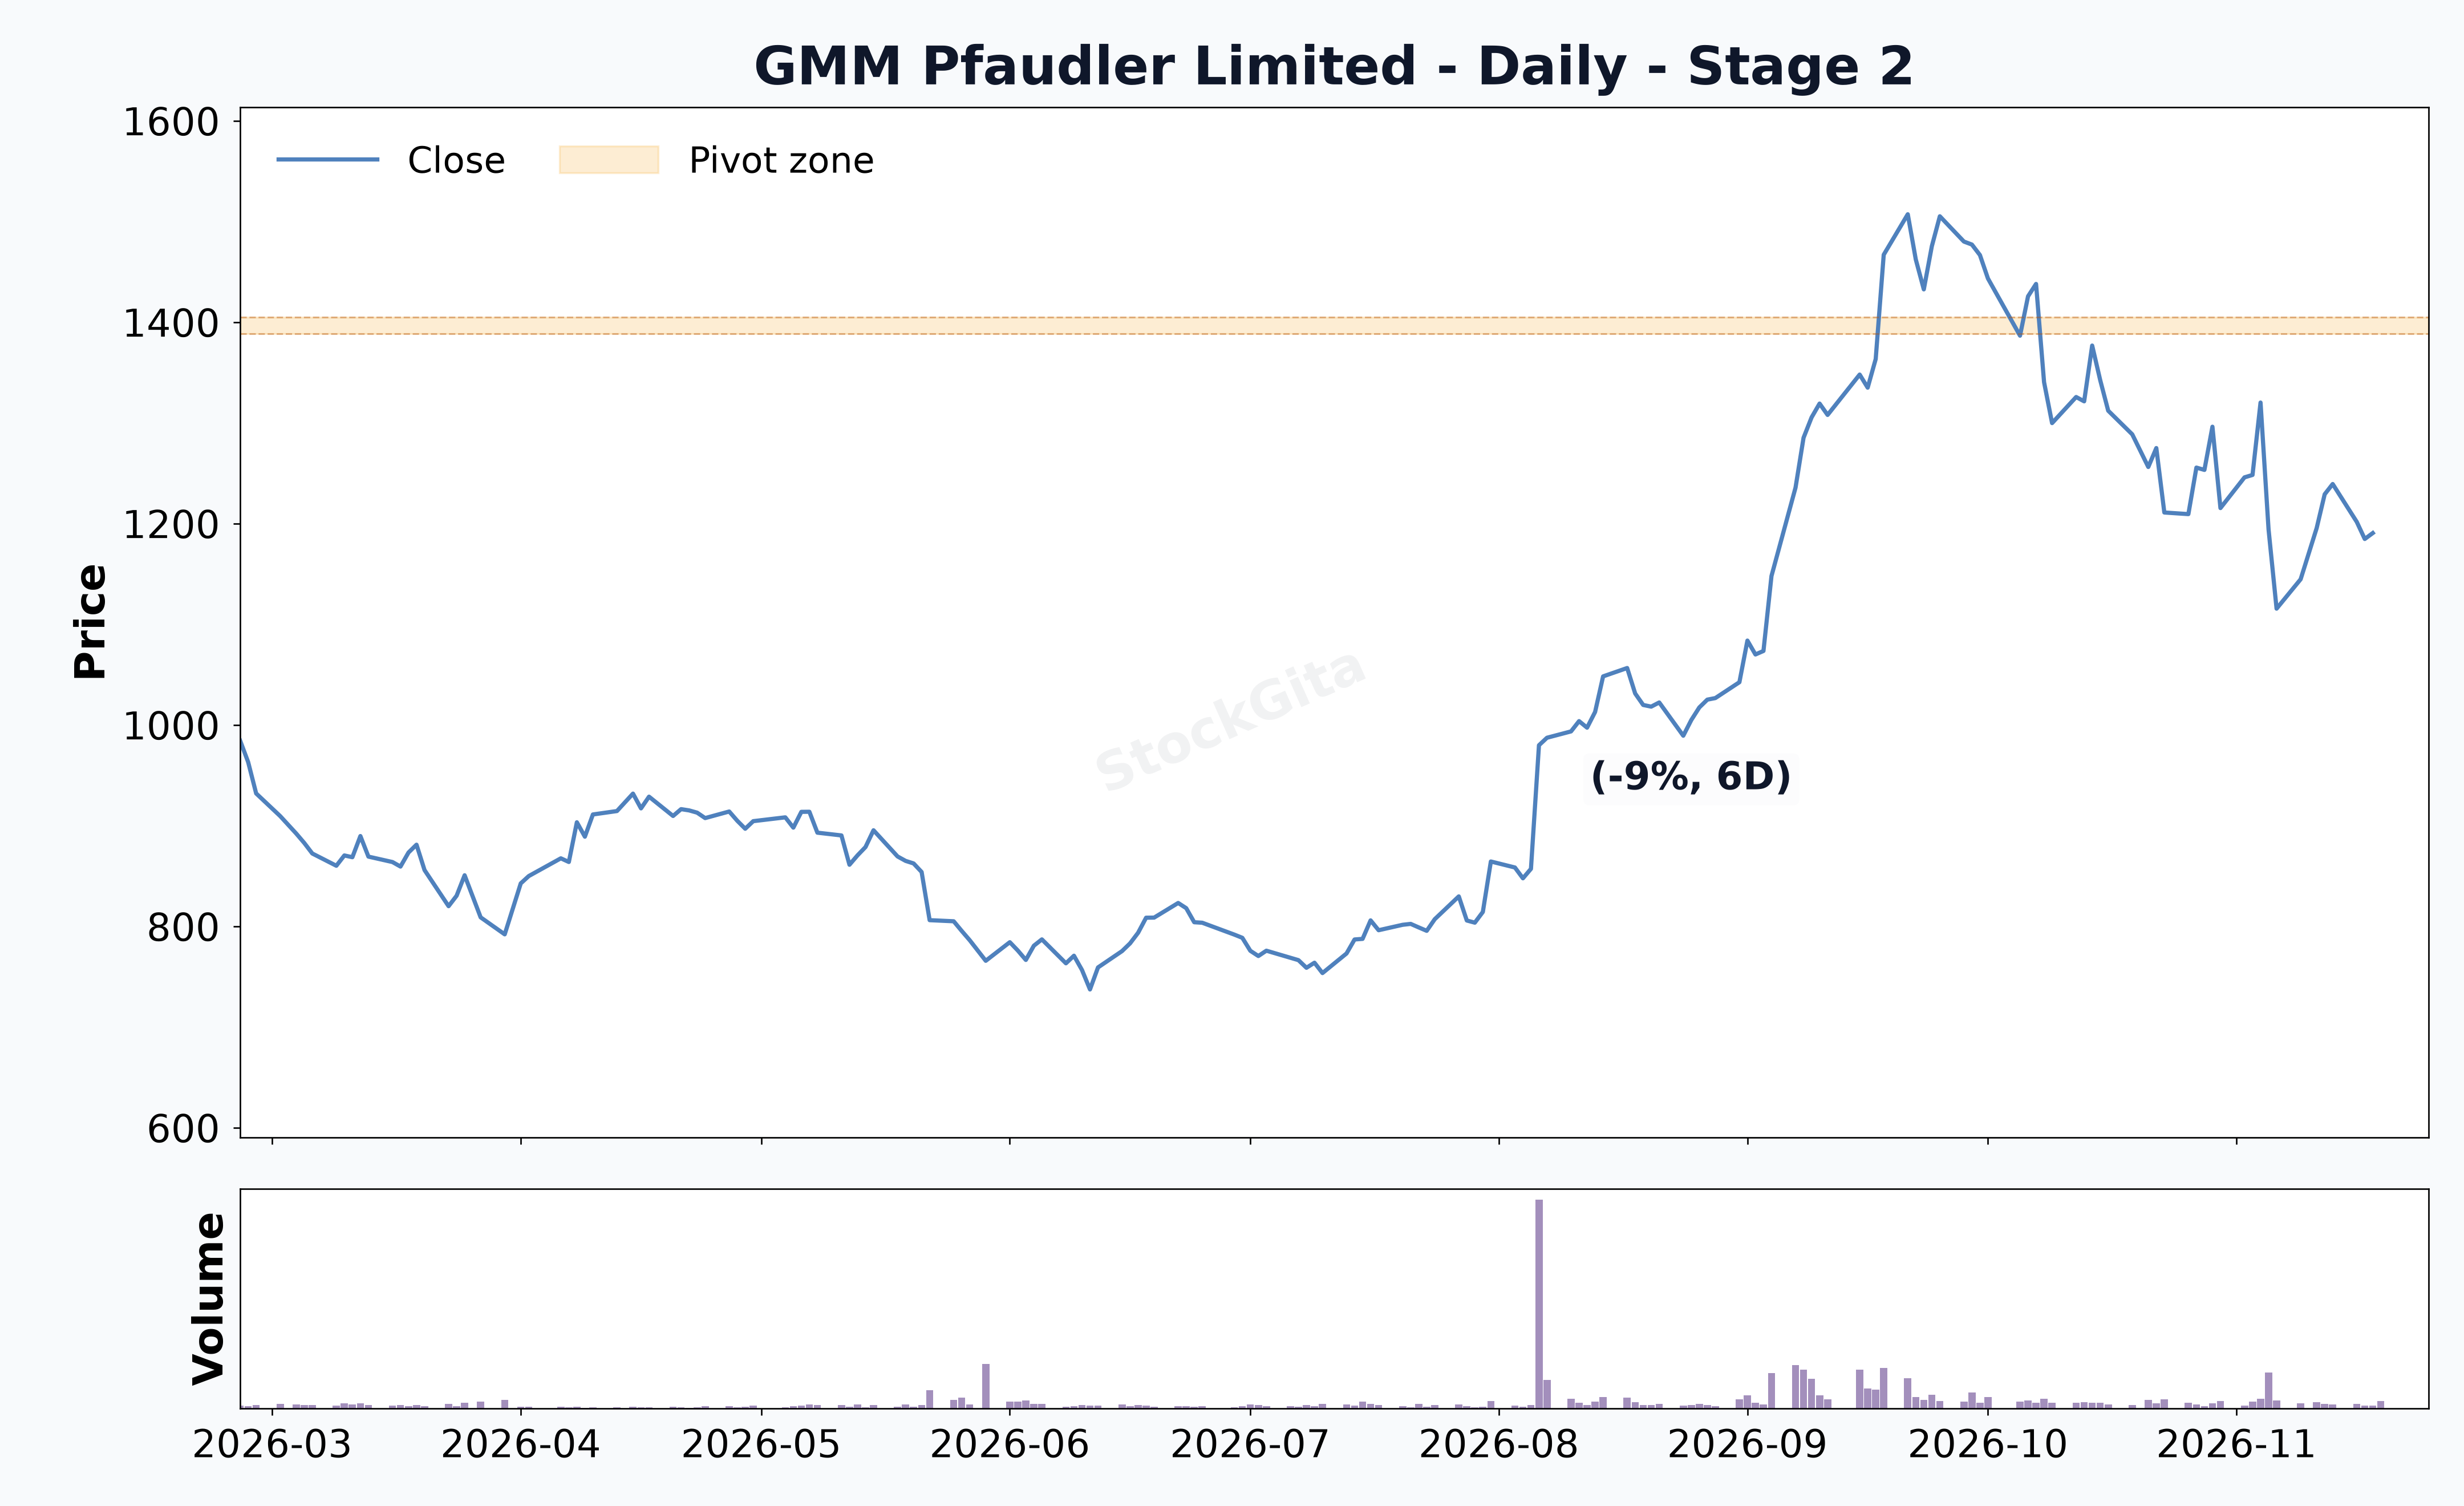 GMM Pfaudler Limited - Daily - Stage 2
Close
Pivot zone
1600
1400
1200
1000
800
600
Price
StockGita
(-9%, 6D)
Volume
2026-03
2026-04
2026-05
2026-06
2026-07
2026-08
2026-09
2026-10
2026-11